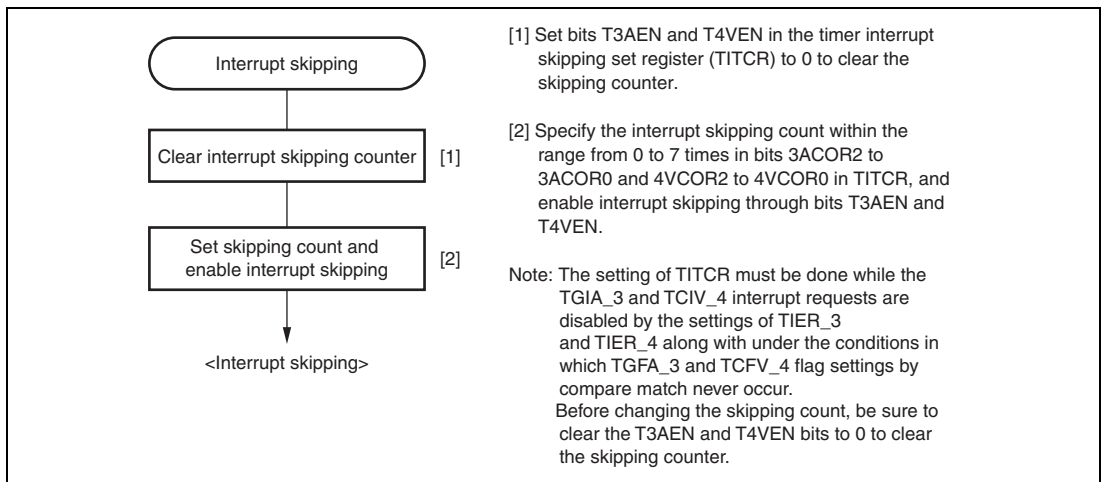 Interrupt skipping
Clear interrupt skipping counter
[1]
Set skipping count and
enable interrupt skipping
[2]
<Interrupt skipping>
[1] Set bits T3AEN and T4VEN in the timer interrupt
skipping set register (TITCR) to 0 to clear the
skipping counter.
[2] Specify the interrupt skipping count within the
range from 0 to 7 times in bits 3ACOR2 to
3ACOR0 and 4VCOR2 to 4VCOR0 in TITCR, and
enable interrupt skipping through bits T3AEN and
T4VEN.
Note: The setting of TITCR must be done while the
TGIA_3 and TCIV_4 interrupt requests are
disabled by the settings of TIER_3
and TIER_4 along with under the conditions in
which TGFA_3 and TCFV_4 flag settings by
compare match never occur.
Before changing the skipping count, be sure to
clear the T3AEN and T4VEN bits to 0 to clear
the skipping counter.